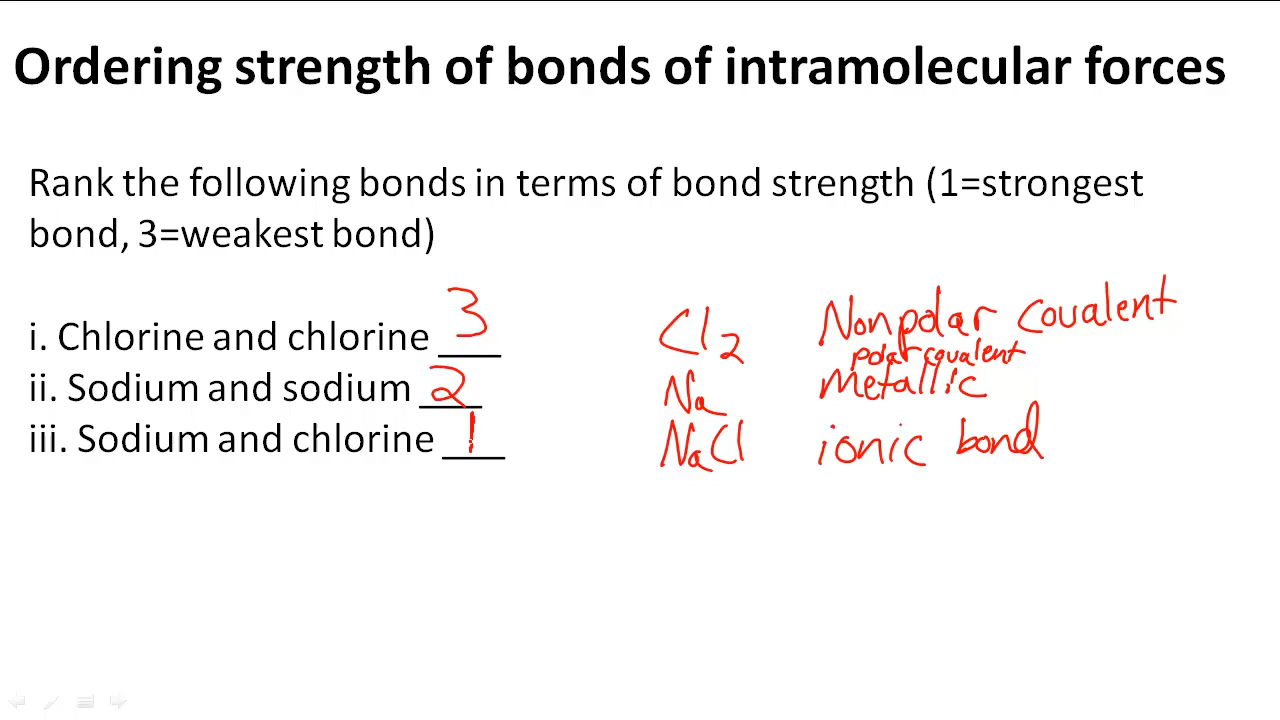 Ordering strength of bonds of intramolecular forces
Rank the following bonds in terms of bond strength (1=strongest
bond, 3=weakest bond)
i. Chlorine and chlorine 3 Cl2 Nonpolar covalent
polar covalent
ii. Sodium and sodium 2 Na metallic
iii. Sodium and chlorine 1 NaCl ionic bond